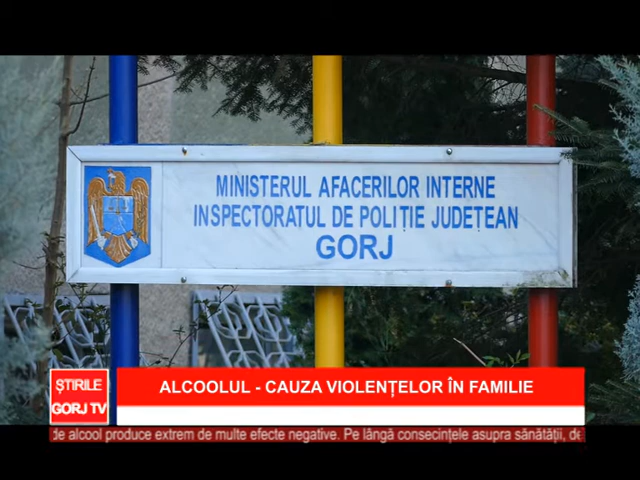 MINISTERUL AFACERILOR INTERNE
INSPECTORATUL DE POLIȚIE JUDEȚEAN
GORJ
ȘTIRILE
GORJ TV
ALCOOLUL - CAUZA VIOLENȚELOR ÎN FAMILIE
de alcool produce extrem de multe efecte negative. Pe lângă consecințele asupra sănătății, de